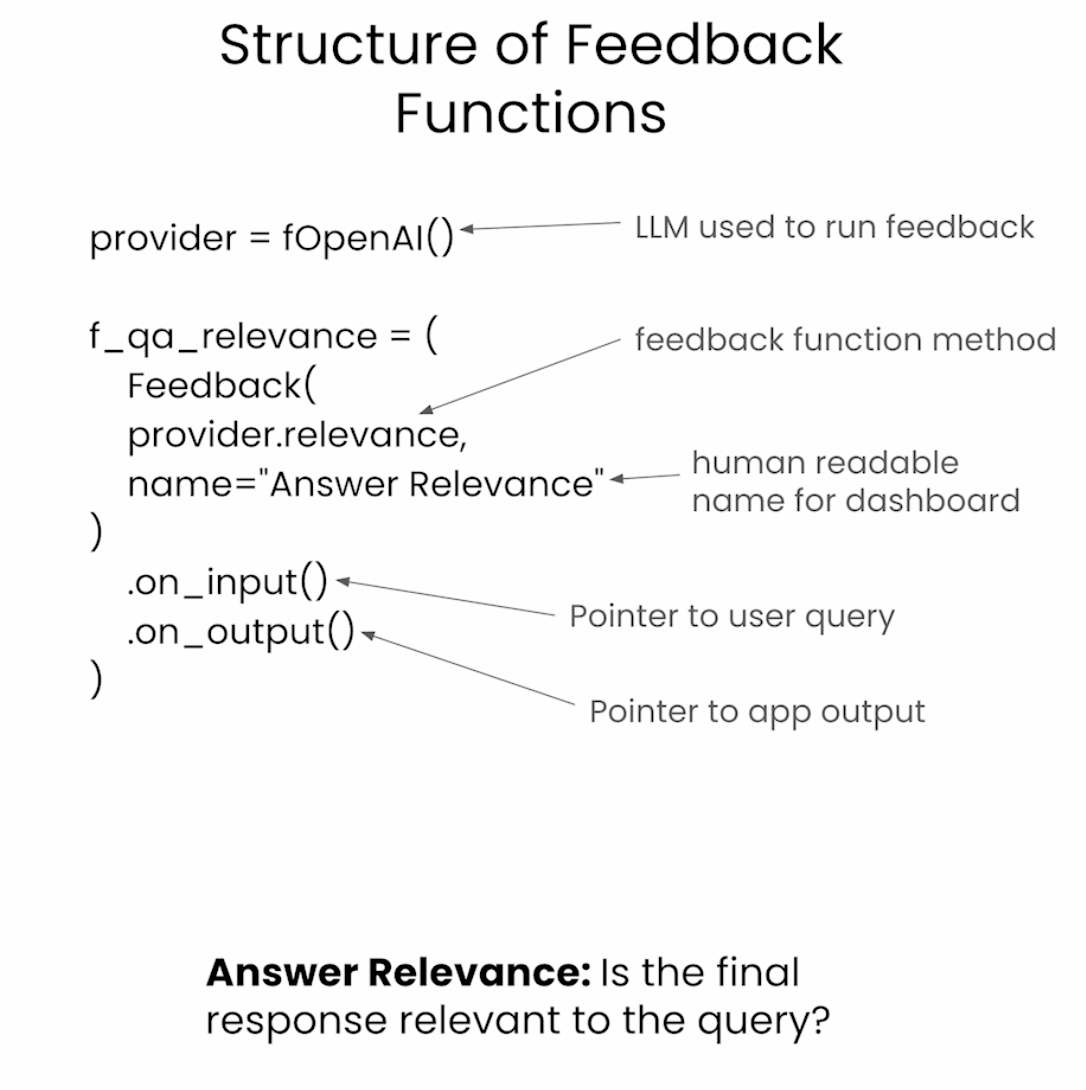 Structure of Feedback
Functions
provider = fOpenAI()
LLM used to run feedback
f_qa_relevance = (
feedback function method
Feedback(
provider.relevance,
name="Answer Relevance"
human readable
name for dashboard
)
.on_input()
Pointer to user query
.on_output()
)
Pointer to app output
Answer Relevance: Is the final
response relevant to the query?